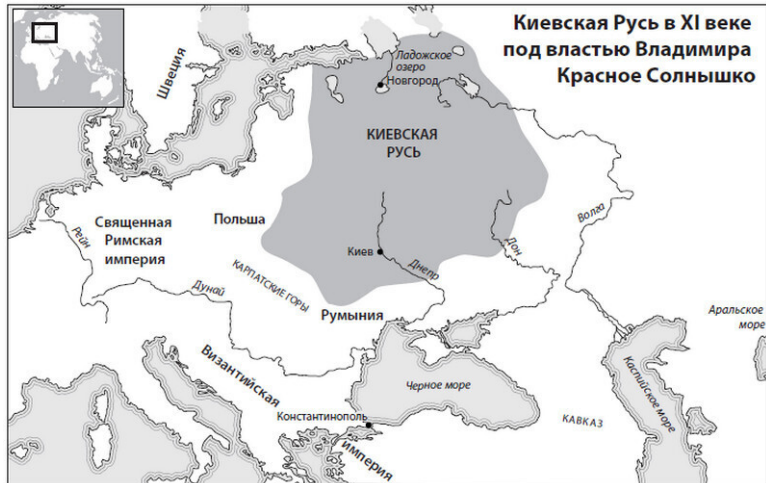 Киевская Русь в XI веке
под властью Владимира
Красное Солнышко
Швеция
Ладожское
озеро
Новгород
КИЕВСКАЯ
РУСЬ
Священная
Римская
империя
Польша
Рейн
Волга
Киев
Днепр
Дон
КАРПАТСКИЕ ГОРЫ
Дунай
Румыния
Аральское
море
Византийская
империя
Черное море
Каспийское море
Константинополь
КАВКАЗ